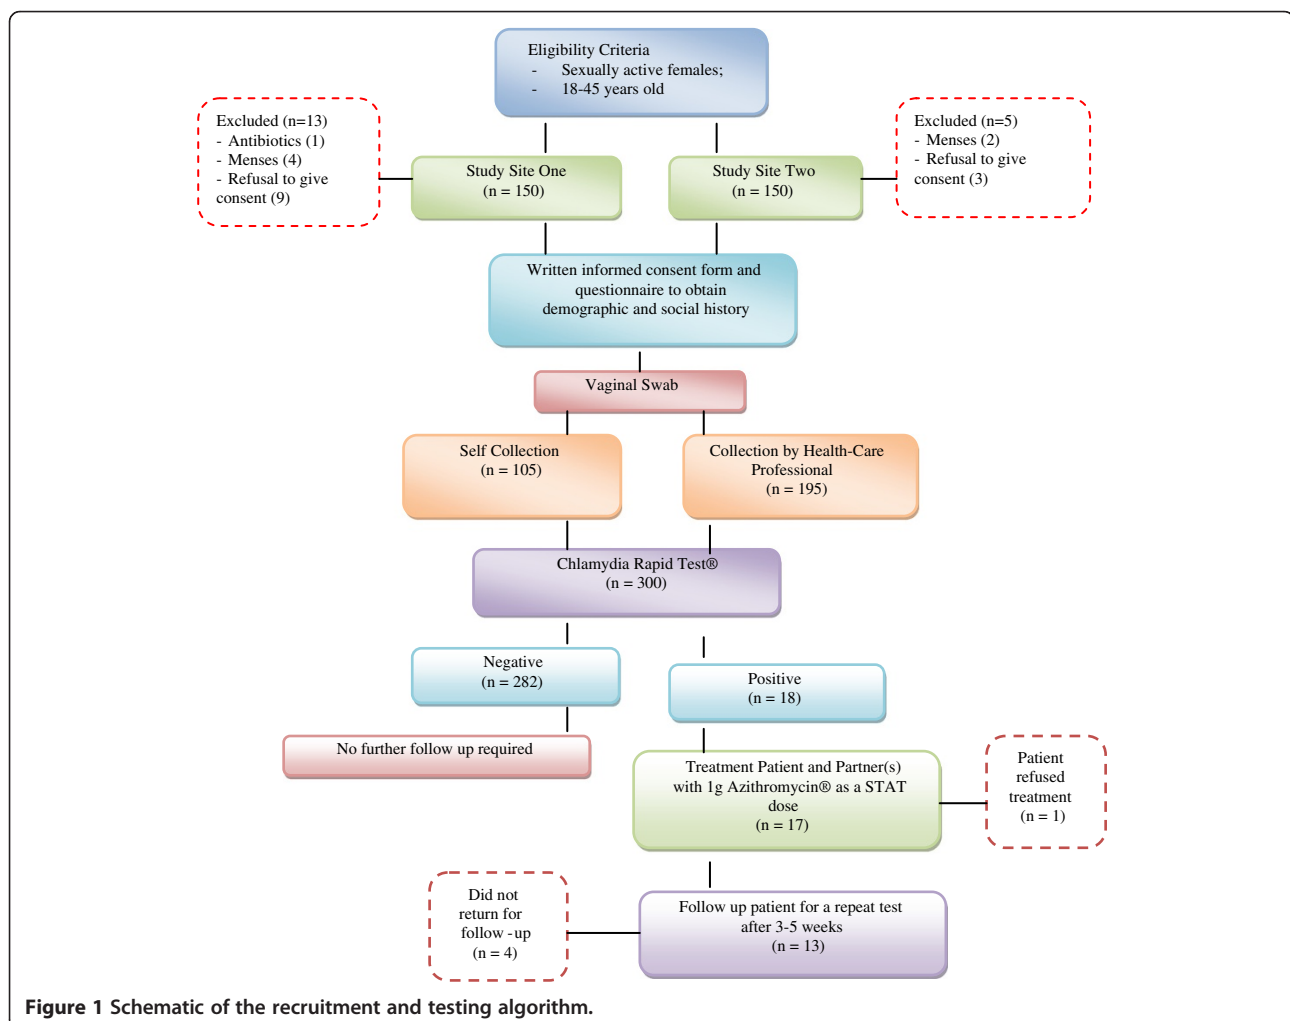 Eligibility Criteria
- Sexually active females;
- 18-45 years old
Excluded (n=13)
- Antibiotics (1)
- Menses (4)
- Refusal to give
consent (9)
Excluded (n=5)
- Menses (2)
- Refusal to give
consent (3)
Study Site One
(n = 150)
Study Site Two
(n = 150)
Written informed consent form and
questionnaire to obtain
demographic and social history
Vaginal Swab
Self Collection
(n = 105)
Collection by Health-Care
Professional
(n = 195)
Chlamydia Rapid Test®
(n = 300)
Negative
(n = 282)
Positive
(n = 18)
No further follow up required
Treatment Patient and Partner(s)
with 1g Azithromycin® as a STAT
dose
(n = 17)
Patient
refused
treatment
(n = 1)
Did not
return for
follow -up
(n = 4)
Follow up patient for a repeat test
after 3-5 weeks
(n = 13)
Figure 1 Schematic of the recruitment and testing algorithm.